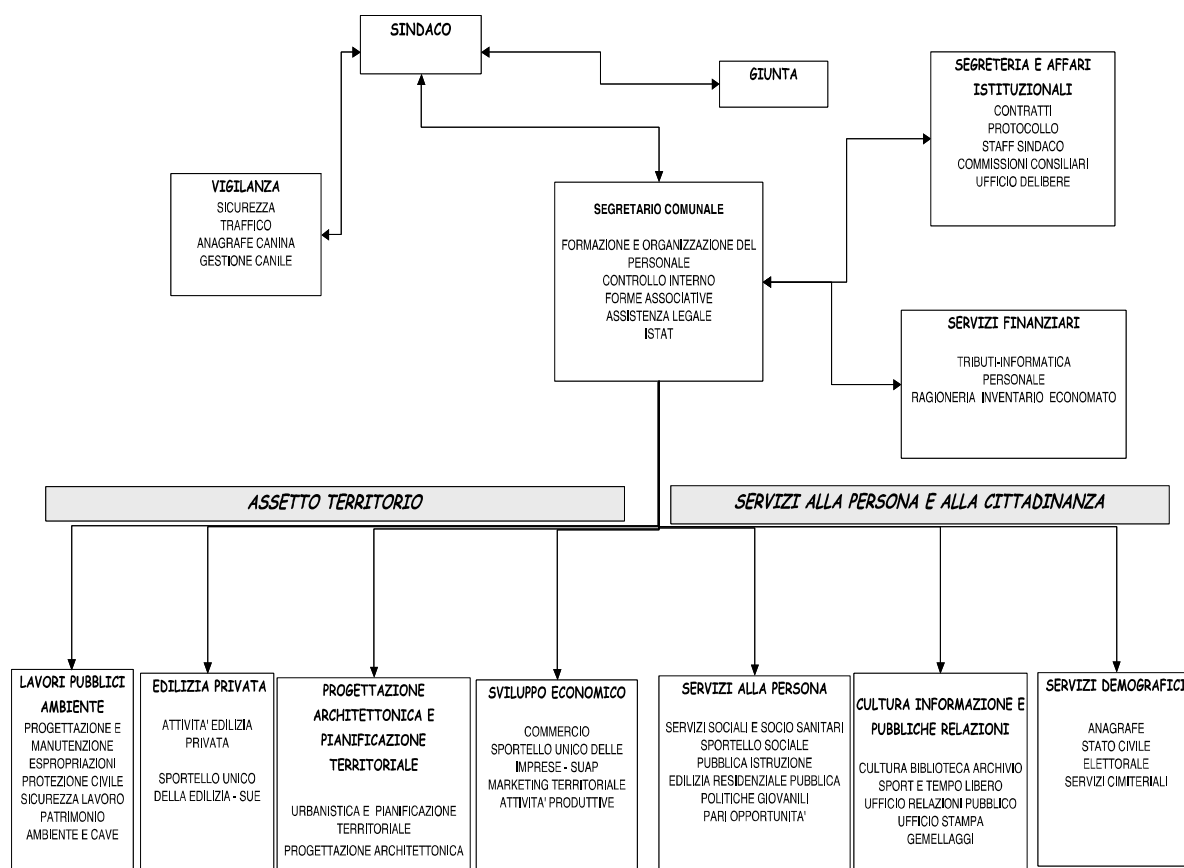 SINDACO
GIUNTA
SEGRETERIA E AFFARI
ISTITUZIONALI
CONTRATTI
PROTOCOLLO
STAFF SINDACO
COMMISSIONI CONSILIARI
UFFICIO DELIBERE
VIGILANZA
SICUREZZA
TRAFFICO
ANAGRAFE CANINA
GESTIONE CANILE
SEGRETARIO COMUNALE
FORMAZIONE E ORGANIZZAZIONE DEL
PERSONALE
CONTROLLO INTERNO
FORME ASSOCIATIVE
ASSISTENZA LEGALE
ISTAT
SERVIZI FINANZIARI
TRIBUTI-INFORMATICA
PERSONALE
RAGIONERIA INVENTARIO ECONOMATO
ASSETTO TERRITORIO
SERVIZI ALLA PERSONA E ALLA CITTADINANZA
LAVORI PUBBLICI
AMBIENTE
PROGETTAZIONE E
MANUTENZIONE
ESPROPRIAZIONI
PROTEZIONE CIVILE
SICUREZZA LAVORO
PATRIMONIO
AMBIENTE E CAVE
EDILIZIA PRIVATA
ATTIVITA' EDILIZIA
PRIVATA
SPORTELLO UNICO
DELLA EDILIZIA - SUE
PROGETTAZIONE
ARCHITETTONICA E
PIANIFICAZIONE
TERRITORIALE
URBANISTICA E PIANIFICAZIONE
TERRITORIALE
PROGETTAZIONE ARCHITETTONICA
SVILUPPO ECONOMICO
COMMERCIO
SPORTELLO UNICO DELLE
IMPRESE - SUAP
MARKETING TERRITORIALE
ATTIVITA' PRODUTTIVE
SERVIZI ALLA PERSONA
SERVIZI SOCIALI E SOCIO SANITARI
SPORTELLO SOCIALE
PUBBLICA ISTRUZIONE
EDILIZIA RESIDENZIALE PUBBLICA
POLITICHE GIOVANILI
PARI OPPORTUNITA'
CULTURA INFORMAZIONE E
PUBBLICHE RELAZIONI
CULTURA BIBLIOTECA ARCHIVIO
SPORT E TEMPO LIBERO
UFFICIO RELAZIONI PUBBLICO
UFFICIO STAMPA
GEMELLAGGI
SERVIZI DEMOGRAFICI
ANAGRAFE
STATO CIVILE
ELETTORALE
SERVIZI CIMITERIALI